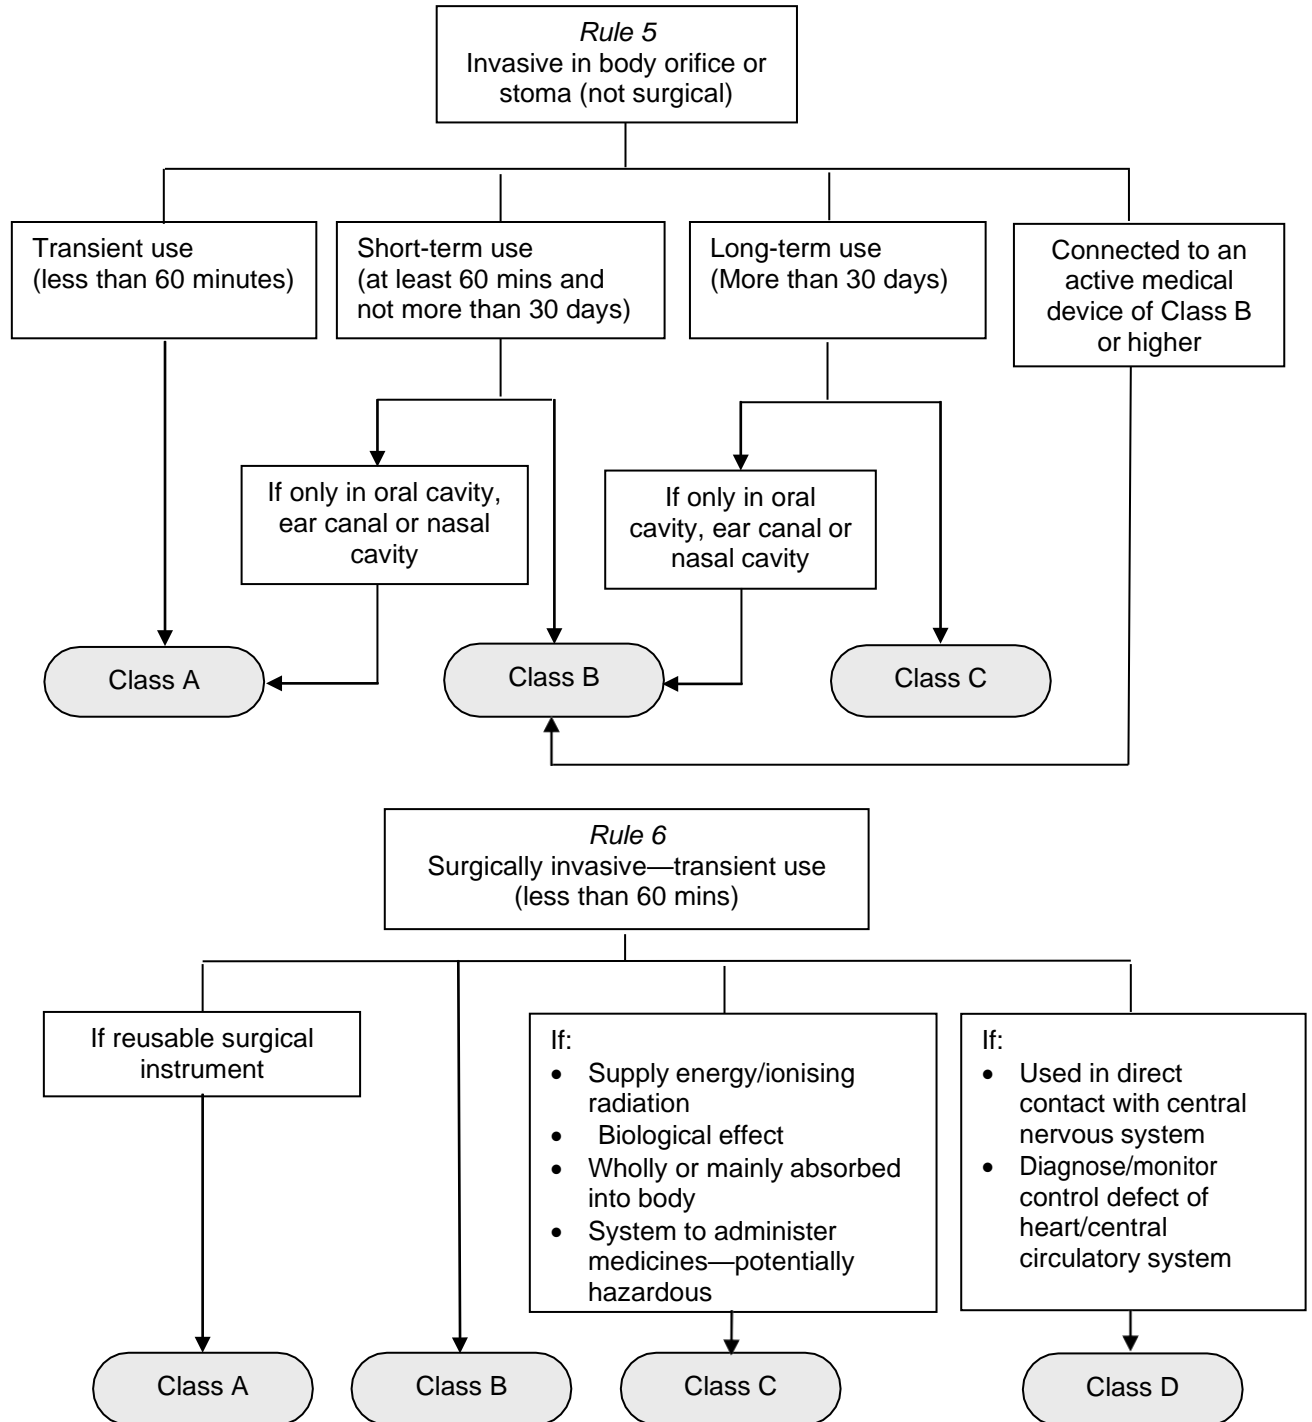 Rule 5
Invasive in body orifice or
stoma (not surgical)
Transient use
(less than 60 minutes)
Short-term use
(at least 60 mins and
not more than 30 days)
Long-term use
(More than 30 days)
Connected to an
active medical
device of Class B
or higher
If only in oral cavity,
ear canal or nasal
cavity
If only in oral
cavity, ear canal or
nasal cavity
Class A
Class B
Class C
Rule 6
Surgically invasive—transient use
(less than 60 mins)
If reusable surgical
instrument
If:
• Supply energy/ionising
radiation
• Biological effect
• Wholly or mainly absorbed
into body
• System to administer
medicines—potentially
hazardous
If:
• Used in direct
contact with central
nervous system
• Diagnose/monitor
control defect of
heart/central
circulatory system
Class A
Class B
Class C
Class D